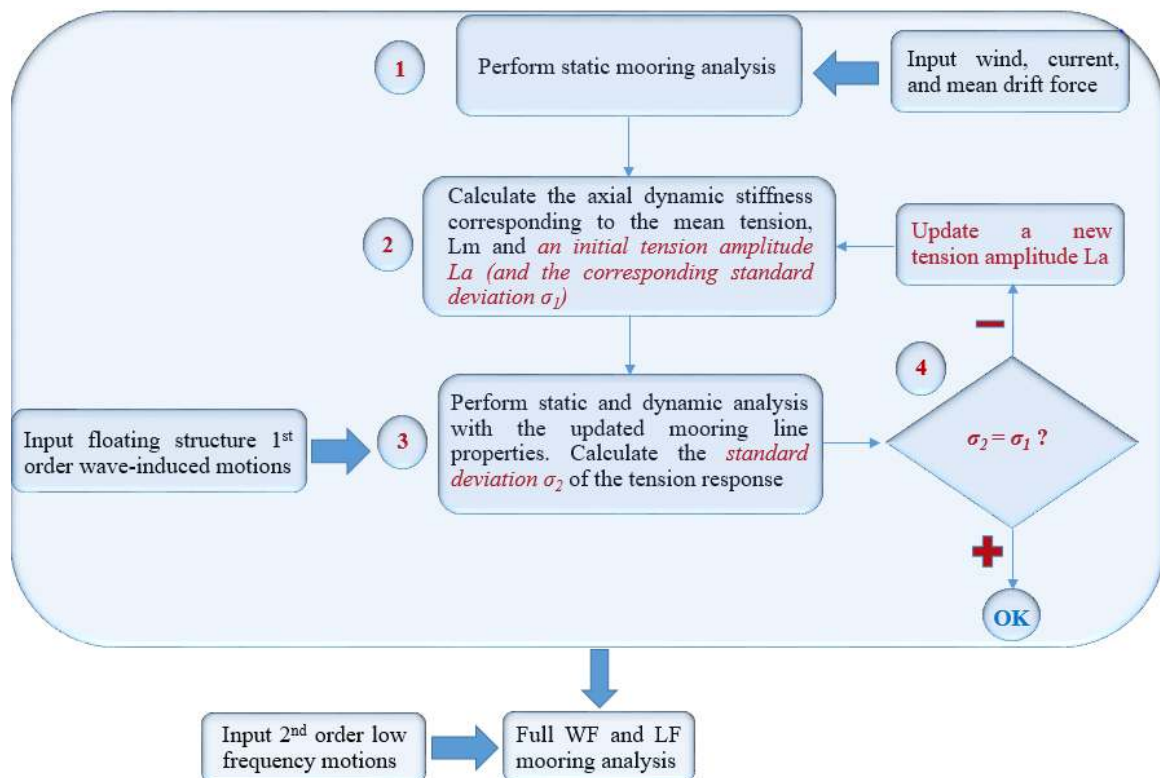 1
Perform static mooring analysis
Input wind, current,
and mean drift force
2
Calculate the axial dynamic stiffness
corresponding to the mean tension,
Lm and an initial tension amplitude
La (and the corresponding standard
deviation σ₁)
Update a new
tension amplitude La
Input floating structure 1st
order wave-induced motions
3
Perform static and dynamic analysis
with the updated mooring line
properties. Calculate the standard
deviation σ₂ of the tension response
4
σ₂ = σ₁ ?
−
+
OK
Input 2nd order low
frequency motions
Full WF and LF
mooring analysis